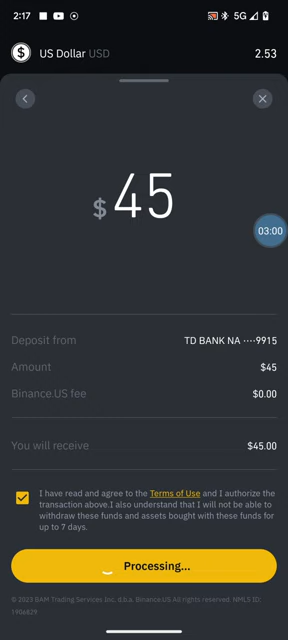 2:17 5G
$ US Dollar USD 2.53
$45
03:00
Deposit from TD BANK NA ····9915
Amount $45
Binance.US fee $0.00
You will receive $45.00
I have read and agree to the Terms of Use and I authorize the
transaction above.I also understand that I will not be able to
withdraw these funds and assets bought with these funds for
up to 7 days.
Processing...
© 2023 BAM Trading Services Inc. d.b.a. Binance.US All rights reserved. NMLS ID:
1906829